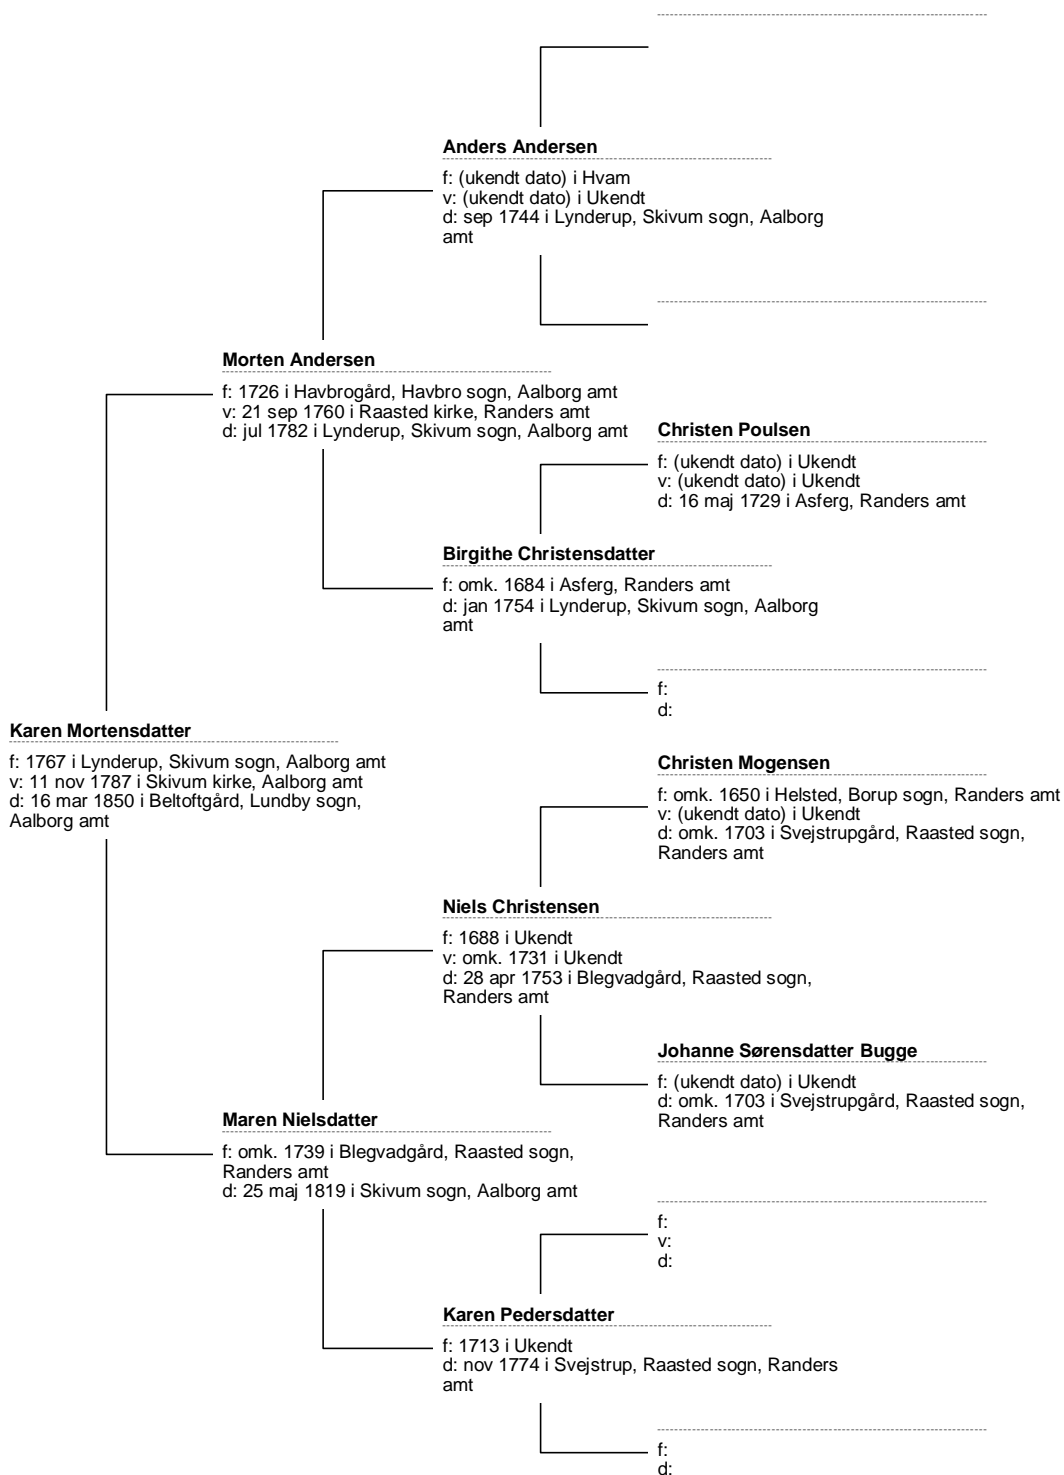 Anders Andersen
f: (ukendt dato) i Hvam
v: (ukendt dato) i Ukendt
d: sep 1744 i Lynderup, Skivum sogn, Aalborg
amt
Morten Andersen
f: 1726 i Havbrogård, Havbro sogn, Aalborg amt
v: 21 sep 1760 i Raasted kirke, Randers amt
d: jul 1782 i Lynderup, Skivum sogn, Aalborg amt
Christen Poulsen
f: (ukendt dato) i Ukendt
v: (ukendt dato) i Ukendt
d: 16 maj 1729 i Asferg, Randers amt
Birgithe Christensdatter
f: omk. 1684 i Asferg, Randers amt
d: jan 1754 i Lynderup, Skivum sogn, Aalborg
amt
f:
d:
Karen Mortensdatter
f: 1767 i Lynderup, Skivum sogn, Aalborg amt
v: 11 nov 1787 i Skivum kirke, Aalborg amt
d: 16 mar 1850 i Beltoftgård, Lundby sogn,
Aalborg amt
Christen Mogensen
f: omk. 1650 i Helsted, Borup sogn, Randers amt
v: (ukendt dato) i Ukendt
d: omk. 1703 i Svejstrupgård, Raasted sogn,
Randers amt
Niels Christensen
f: 1688 i Ukendt
v: omk. 1731 i Ukendt
d: 28 apr 1753 i Blegvadgård, Raasted sogn,
Randers amt
Johanne Sørensdatter Bugge
f: (ukendt dato) i Ukendt
d: omk. 1703 i Svejstrupgård, Raasted sogn,
Randers amt
Maren Nielsdatter
f: omk. 1739 i Blegvadgård, Raasted sogn,
Randers amt
d: 25 maj 1819 i Skivum sogn, Aalborg amt
f:
v:
d:
Karen Pedersdatter
f: 1713 i Ukendt
d: nov 1774 i Svejstrup, Raasted sogn, Randers
amt
f:
d: